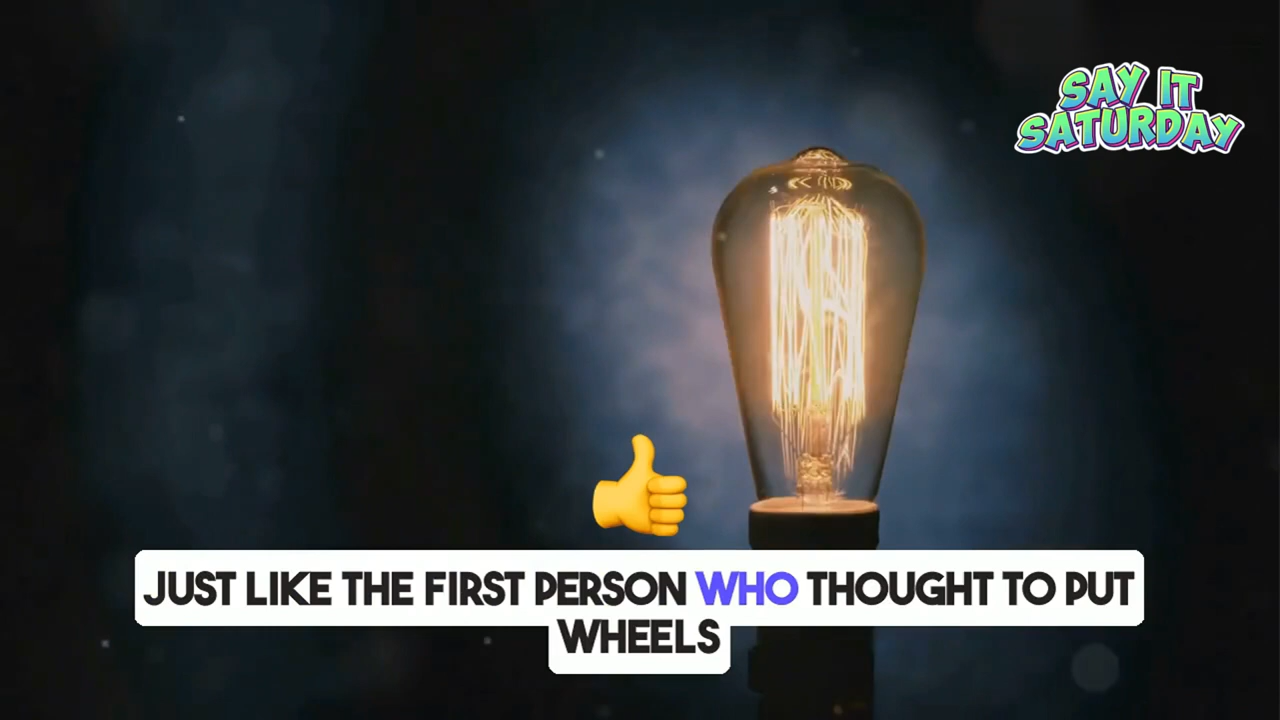 SAY IT
SATURDAY
JUST LIKE THE FIRST PERSON WHO THOUGHT TO PUT
WHEELS